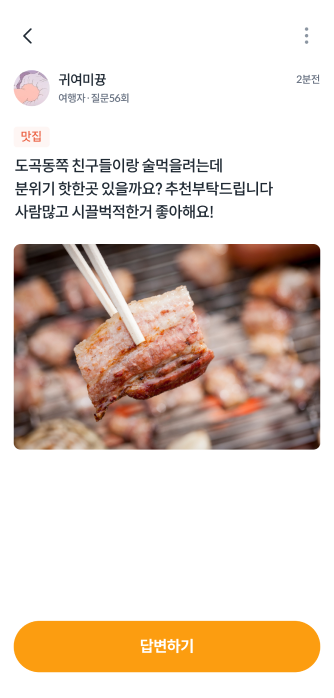 귀여미뀽
2분전
여행자·질문56회
맛집
도곡동쪽 친구들이랑 술먹을려는데
분위기 핫한곳 있을까요? 추천부탁드립니다
사람많고 시끌벅적한거 좋아해요!
답변하기